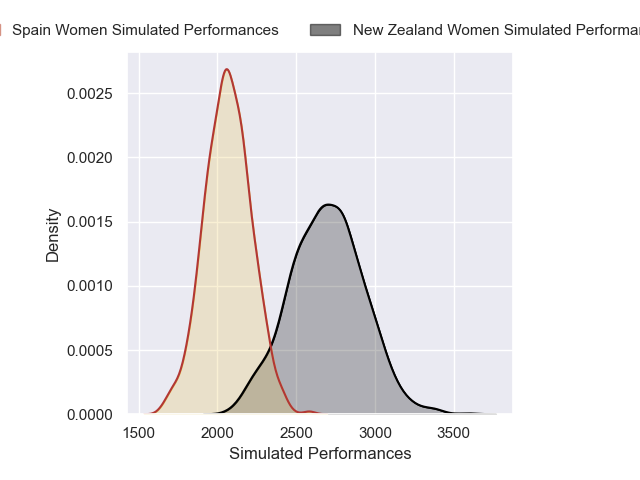 Spain Women Simulated Performances
New Zealand Women Simulated
0.0025
0.0020
0.0015
0.0010
0.0005
0.0000
Density
1500 2000 2500 3000 3500
Simulated Performances